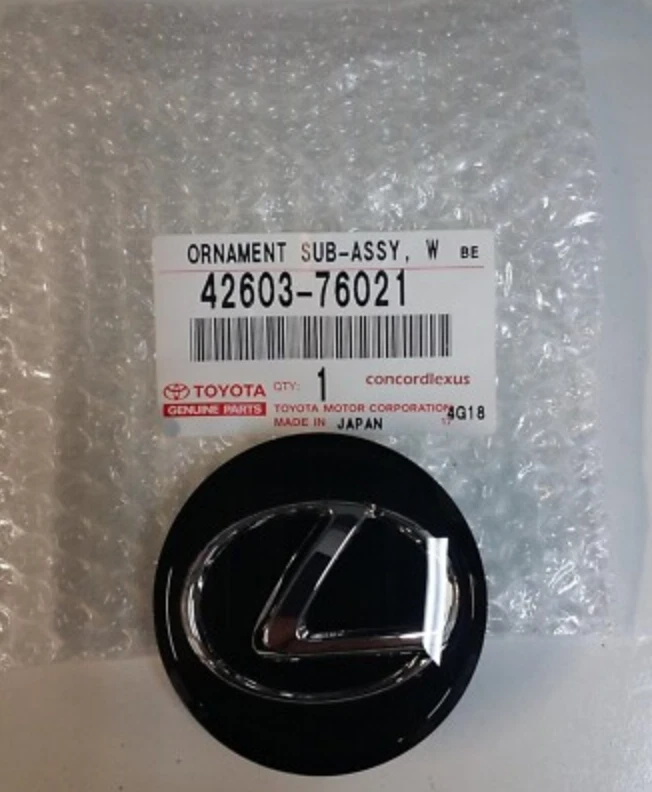 ORNAMENT SUB-ASSY, W BE
42603-76021
TOYOTA QTY: 1 concordlexus
GENUINE PARTS TOYOTA MOTOR CORPORATION 4G18
MADE IN JAPAN 17